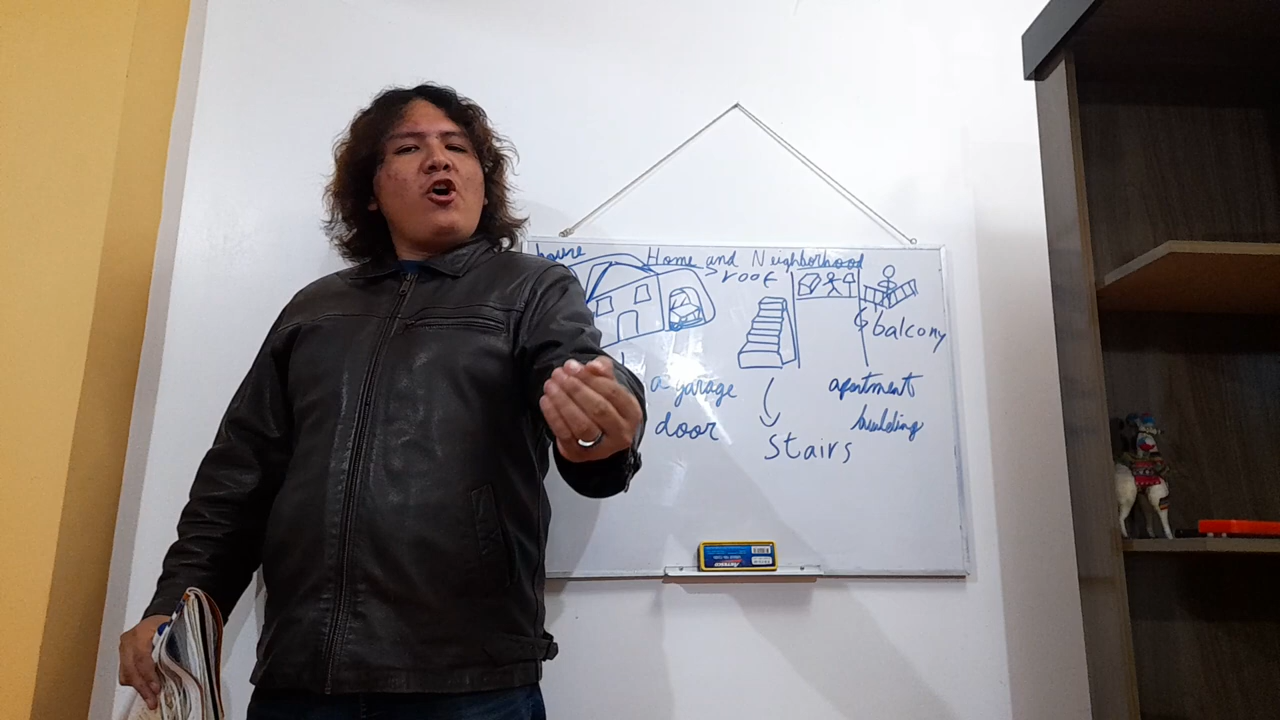 house
Home and Neighborhood
roof
balcony
a garage
door
Stairs
apartment
building